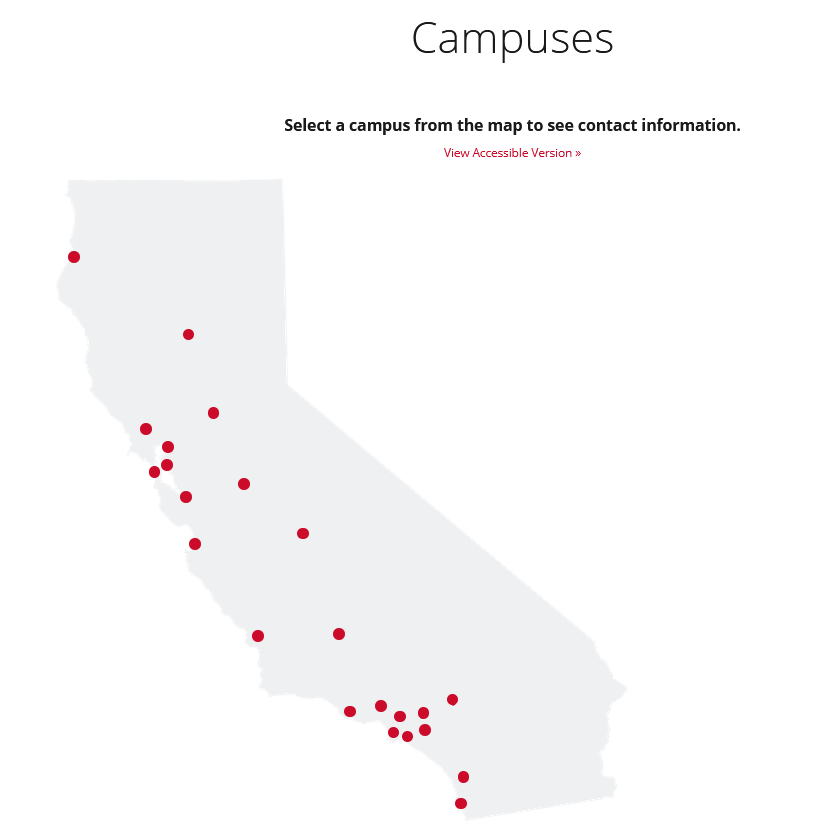 Campuses
Select a campus from the map to see contact information.
View Accessible Version »